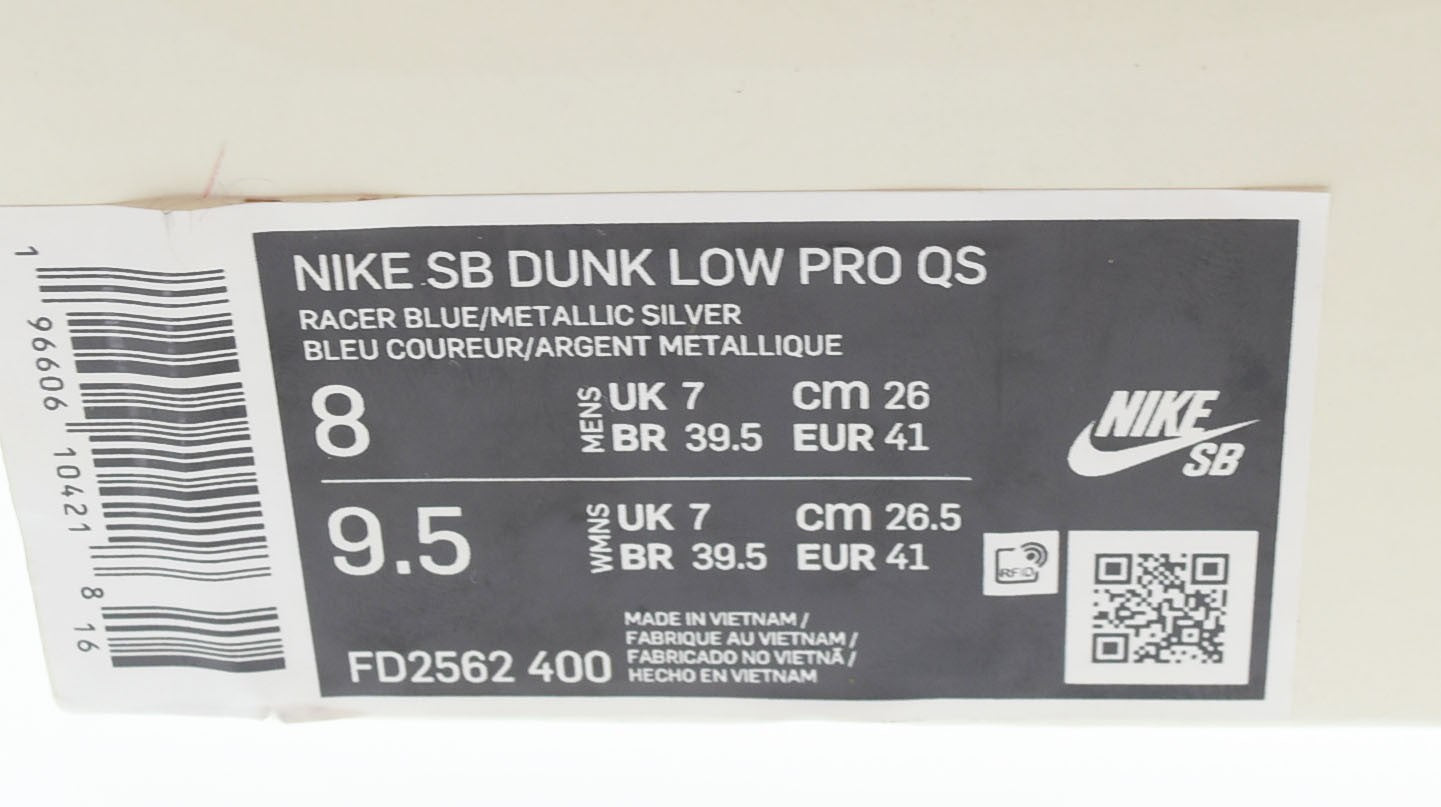 1 96606 10421 8 16
NIKE SB DUNK LOW PRO QS
RACER BLUE/METALLIC SILVER
BLEU COUREUR/ARGENT METALLIQUE
8 MENS UK 7 cm 26
BR 39.5 EUR 41
9.5 WMNS UK 7 cm 26.5
BR 39.5 EUR 41
FD2562 400
MADE IN VIETNAM /
FABRIQUE AU VIETNAM /
FABRICADO NO VIETNÃ /
HECHO EN VIETNAM
NIKE
SB
RFID